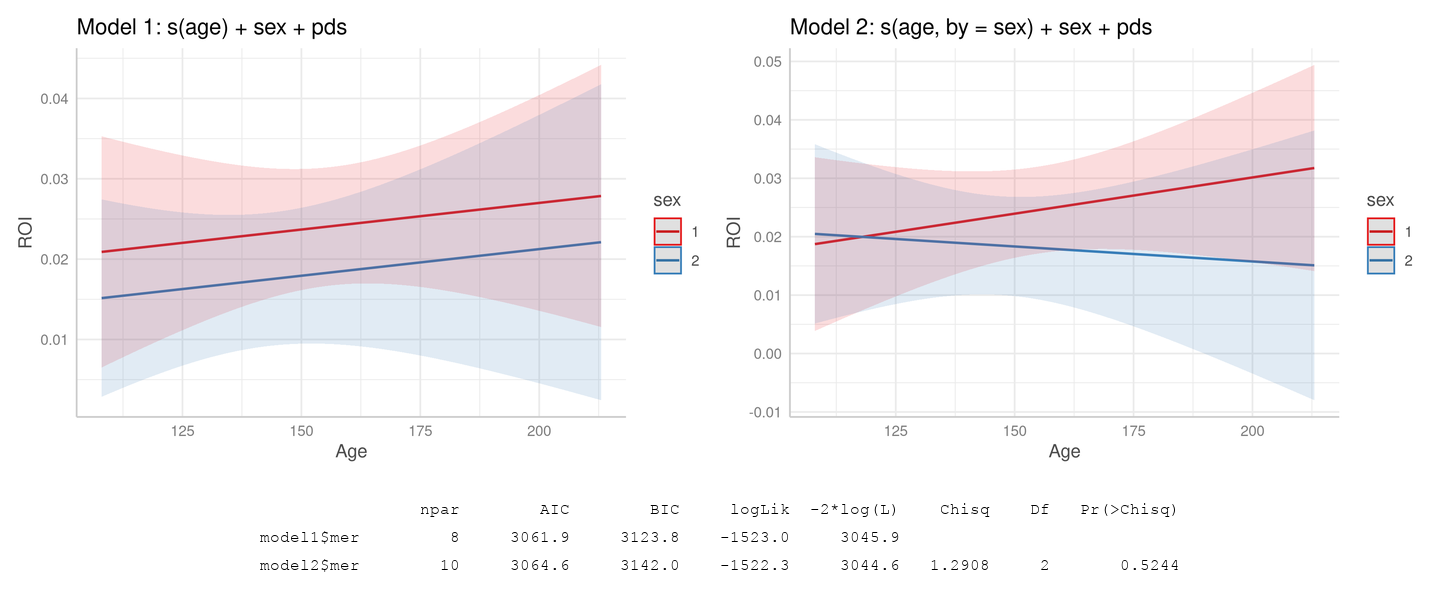 Model 1: s(age) + sex + pds
0.04
0.03
0.02
0.01
ROI
125 150 175 200
Age
sex
1
2
Model 2: s(age, by = sex) + sex + pds
0.05
0.04
0.03
0.02
0.01
0.00
-0.01
ROI
125 150 175 200
Age
sex
1
2
npar AIC BIC logLik -2*log(L) Chisq Df Pr(>Chisq)
model1$mer 8 3061.9 3123.8 -1523.0 3045.9
model2$mer 10 3064.6 3142.0 -1522.3 3044.6 1.2908 2 0.5244